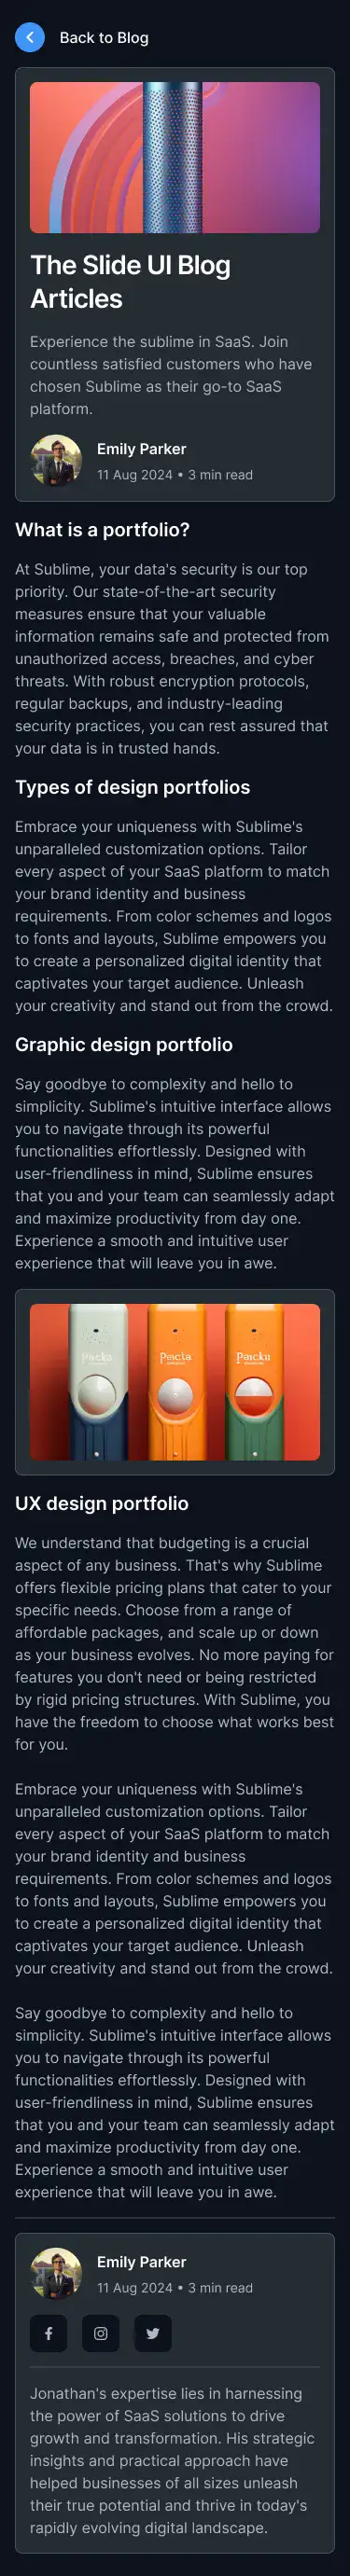 Back to Blog
The Slide UI Blog
Articles
Experience the sublime in SaaS. Join
countless satisfied customers who have
chosen Sublime as their go-to SaaS
platform.
Emily Parker
11 Aug 2024 • 3 min read
What is a portfolio?
At Sublime, your data's security is our top
priority. Our state-of-the-art security
measures ensure that your valuable
information remains safe and protected from
unauthorized access, breaches, and cyber
threats. With robust encryption protocols,
regular backups, and industry-leading
security practices, you can rest assured that
your data is in trusted hands.
Types of design portfolios
Embrace your uniqueness with Sublime's
unparalleled customization options. Tailor
every aspect of your SaaS platform to match
your brand identity and business
requirements. From color schemes and logos
to fonts and layouts, Sublime empowers you
to create a personalized digital identity that
captivates your target audience. Unleash
your creativity and stand out from the crowd.
Graphic design portfolio
Say goodbye to complexity and hello to
simplicity. Sublime's intuitive interface allows
you to navigate through its powerful
functionalities effortlessly. Designed with
user-friendliness in mind, Sublime ensures
that you and your team can seamlessly adapt
and maximize productivity from day one.
Experience a smooth and intuitive user
experience that will leave you in awe.
UX design portfolio
We understand that budgeting is a crucial
aspect of any business. That's why Sublime
offers flexible pricing plans that cater to your
specific needs. Choose from a range of
affordable packages, and scale up or down
as your business evolves. No more paying for
features you don't need or being restricted
by rigid pricing structures. With Sublime, you
have the freedom to choose what works best
for you.
Embrace your uniqueness with Sublime's
unparalleled customization options. Tailor
every aspect of your SaaS platform to match
your brand identity and business
requirements. From color schemes and logos
to fonts and layouts, Sublime empowers you
to create a personalized digital identity that
captivates your target audience. Unleash
your creativity and stand out from the crowd.
Say goodbye to complexity and hello to
simplicity. Sublime's intuitive interface allows
you to navigate through its powerful
functionalities effortlessly. Designed with
user-friendliness in mind, Sublime ensures
that you and your team can seamlessly adapt
and maximize productivity from day one.
Experience a smooth and intuitive user
experience that will leave you in awe.
Emily Parker
11 Aug 2024 • 3 min read
Jonathan's expertise lies in harnessing
the power of SaaS solutions to drive
growth and transformation. His strategic
insights and practical approach have
helped businesses of all sizes unleash
their true potential and thrive in today's
rapidly evolving digital landscape.